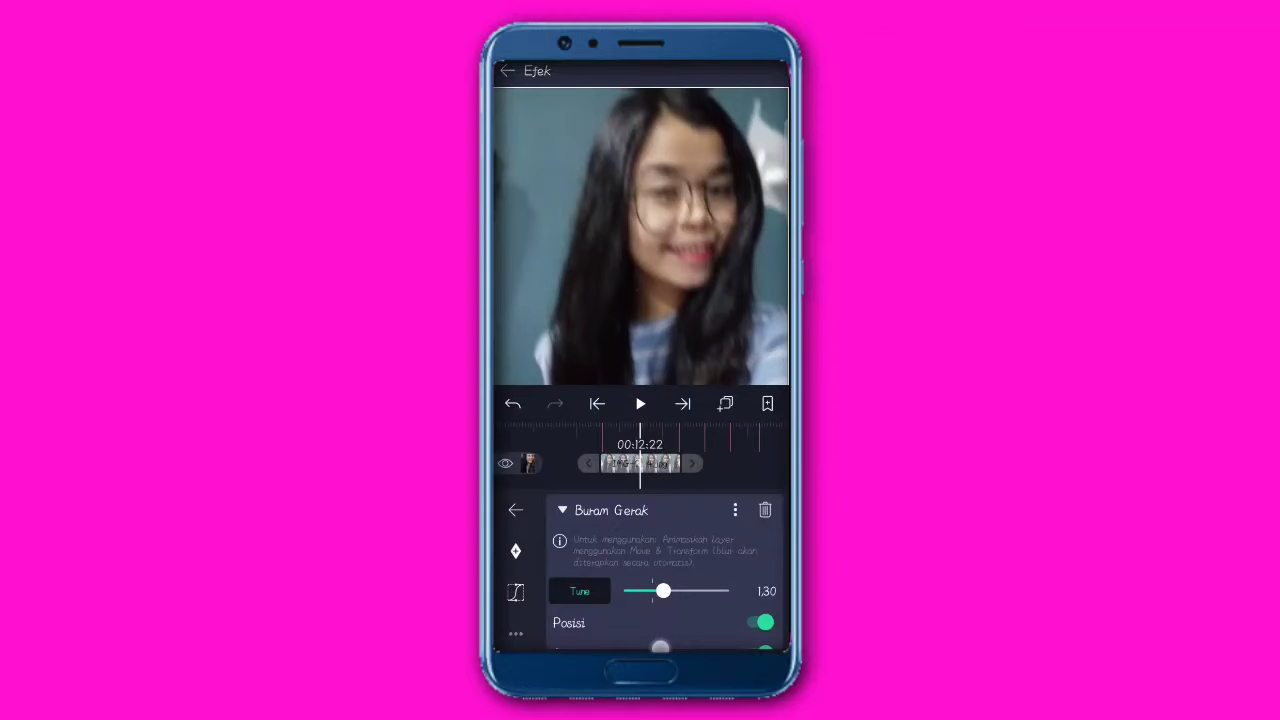 Efek
00:12:22
Buram Gerak
Untuk menggunakan: Animasikan layer
menggunakan Move & Transform (blur akan
diterapkan secara otomatis).
Tune
1,30
Posisi